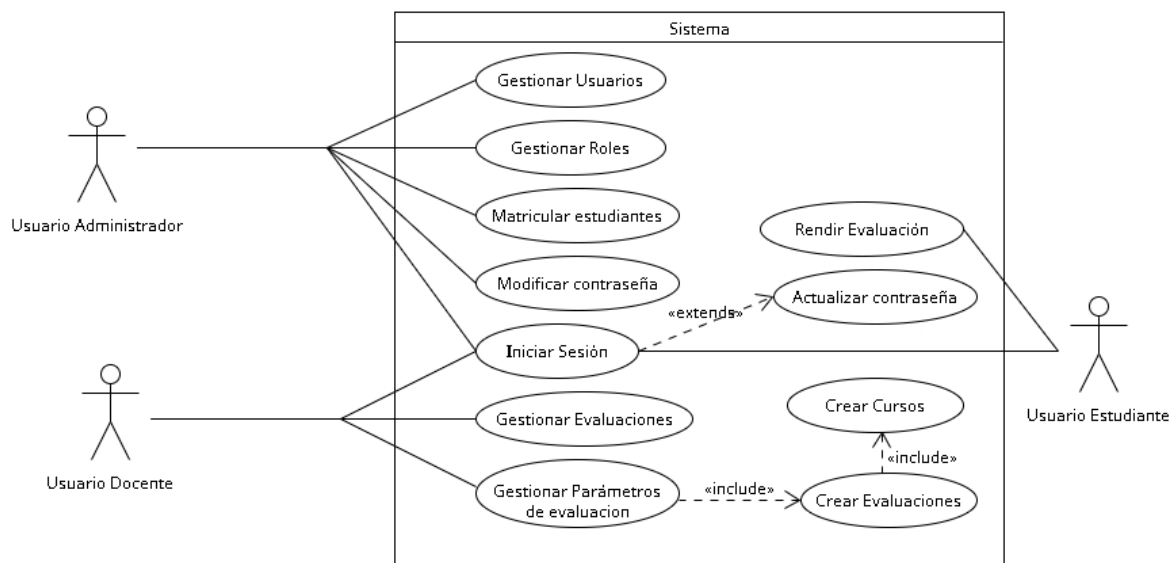 Sistema
Gestionar Usuarios
Gestionar Roles
Usuario Administrador
Matricular estudiantes
Rendir Evaluación
Modificar contraseña
Actualizar contraseña
«extends»
Iniciar Sesión
Usuario Estudiante
Gestionar Evaluaciones
Crear Cursos
«include»
Usuario Docente
Gestionar Parámetros
de evaluacion
«include»
Crear Evaluaciones